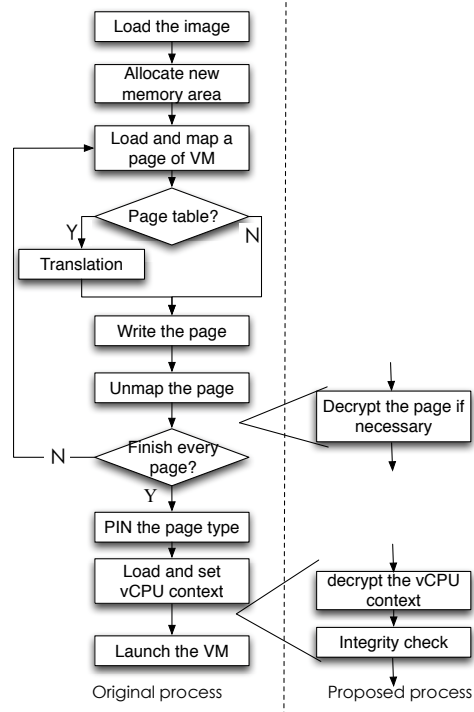 Load the image
Allocate new
memory area
Load and map a
page of VM
Page table?
Y
N
Translation
Write the page
Unmap the page
Decrypt the page if
necessary
Finish every
page?
N
Y
PIN the page type
Load and set
vCPU context
decrypt the vCPU
context
Integrity check
Launch the VM
Original process
Proposed process